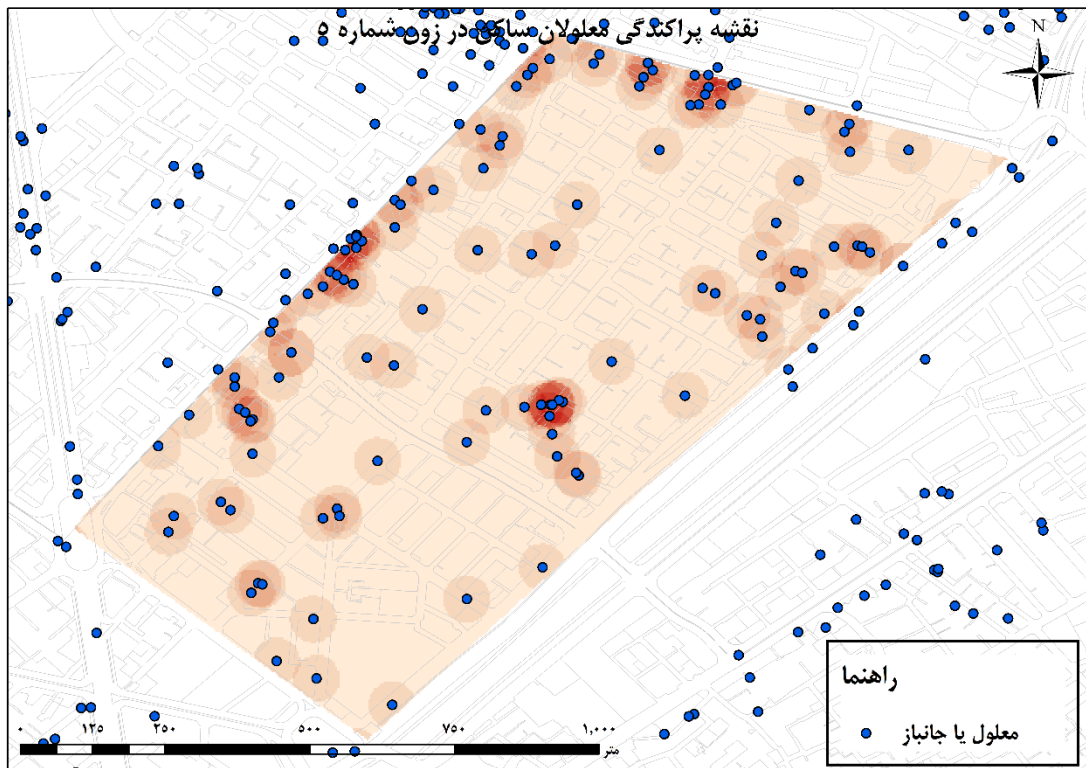 نقشه پراکندگی معلولان ساکن در زون شماره ۵
N
راهنما
معلول یا جانباز
۰ ۱۲۵ ۲۵۰ ۵۰۰ ۷۵۰ ۱,۰۰۰
متر